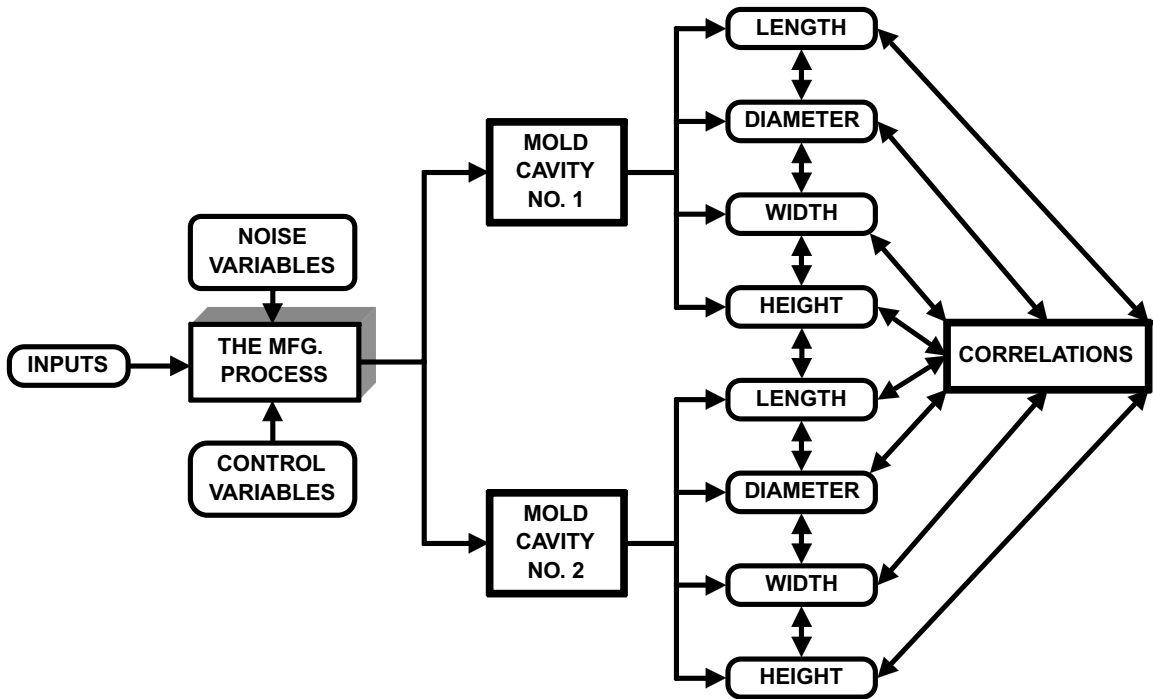 INPUTS
NOISE
VARIABLES
THE MFG.
PROCESS
CONTROL
VARIABLES
MOLD
CAVITY
NO. 1
MOLD
CAVITY
NO. 2
LENGTH
DIAMETER
WIDTH
HEIGHT
LENGTH
DIAMETER
WIDTH
HEIGHT
CORRELATIONS